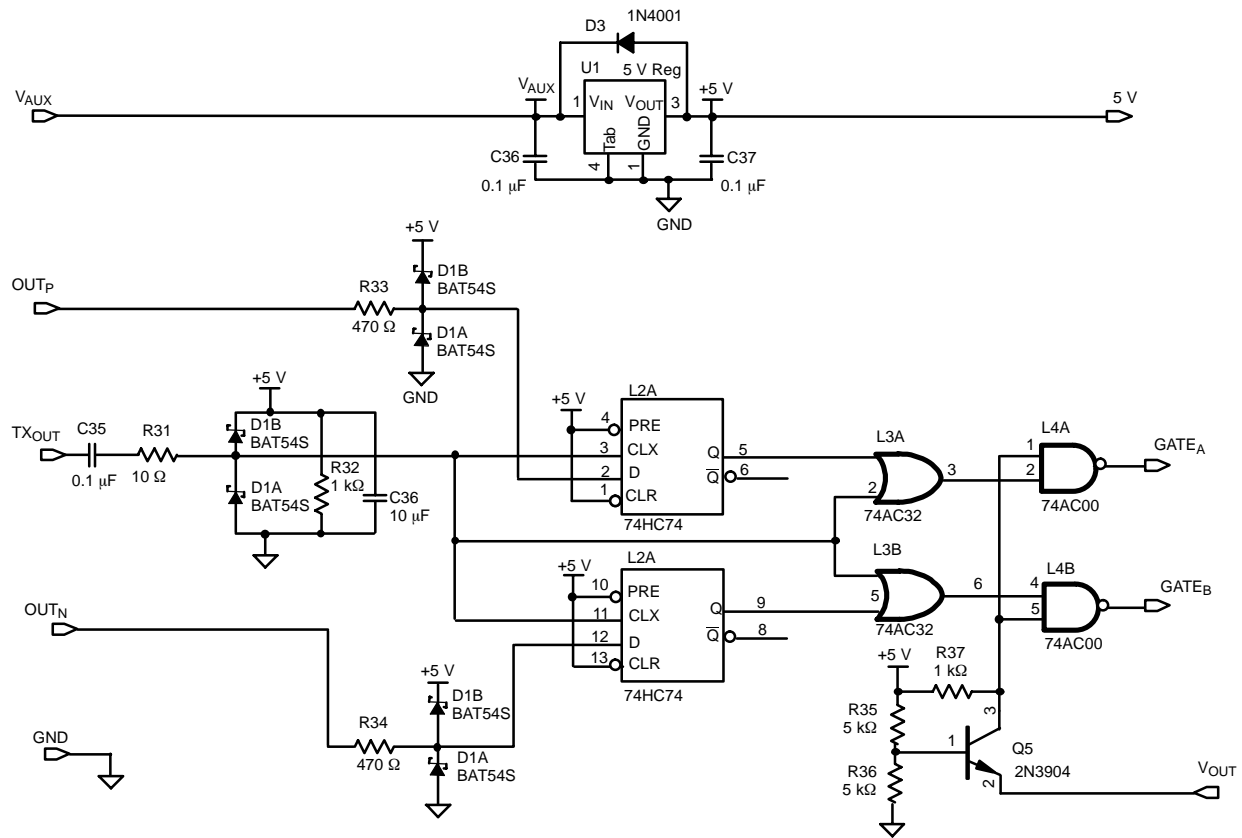 D3
1N4001
U1
5 V Reg
VAUX
VAUX
1
VIN
VOUT
3
+5 V
5 V
Tab
GND
4
1
C36
0.1 μF
C37
0.1 μF
GND
+5 V
OUTP
R33
470 Ω
D1B
BAT54S
D1A
BAT54S
GND
+5 V
TXOUT
C35
0.1 μF
R31
10 Ω
D1B
BAT54S
D1A
BAT54S
R32
1 kΩ
C36
10 μF
L2A
+5 V
4
PRE
3
CLX
2
D
1
CLR
Q
5
Q
6
74HC74
L3A
2
3
74AC32
L4A
1
2
74AC00
GATEA
L2A
+5 V
10
PRE
11
CLX
12
D
13
CLR
Q
9
Q
8
74HC74
L3B
5
6
74AC32
L4B
4
5
74AC00
GATEB
OUTN
R34
470 Ω
+5 V
D1B
BAT54S
D1A
BAT54S
GND
+5 V
R37
1 kΩ
R35
5 kΩ
R36
5 kΩ
1
3
2
Q5
2N3904
VOUT